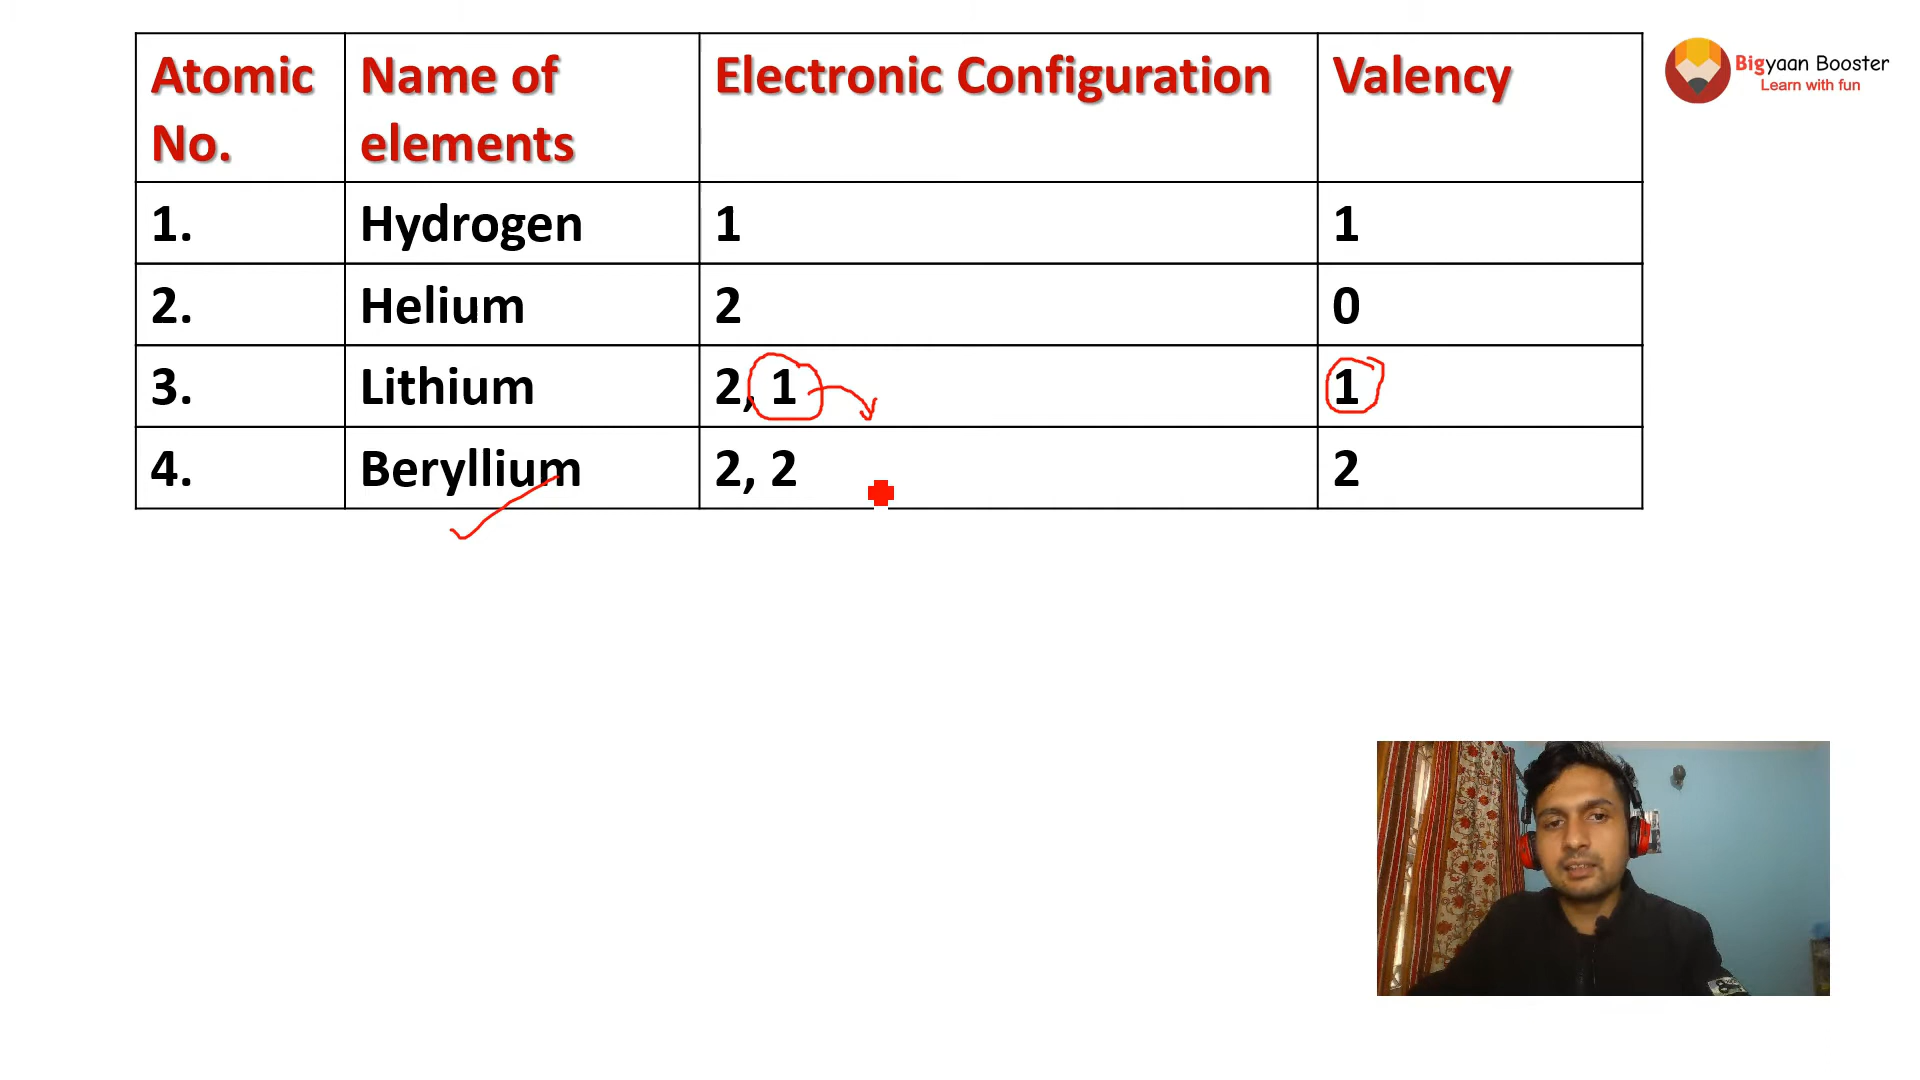 Atomic No.
Name of elements
Electronic Configuration
Valency
1. Hydrogen 1 1
2. Helium 2 0
3. Lithium 2, 1 1
4. Beryllium 2, 2 2
Bigyaan Booster
Learn with fun